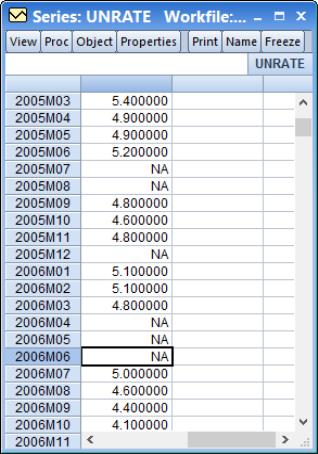 Series: UNRATE Workfile:...
View Proc Object Properties Print Name Freeze
UNRATE
2005M03 5.400000
2005M04 4.900000
2005M05 4.900000
2005M06 5.200000
2005M07 NA
2005M08 NA
2005M09 4.800000
2005M10 4.600000
2005M11 4.800000
2005M12 NA
2006M01 5.100000
2006M02 5.100000
2006M03 4.800000
2006M04 NA
2006M05 NA
2006M06 NA
2006M07 5.000000
2006M08 4.600000
2006M09 4.400000
2006M10 4.100000
2006M11